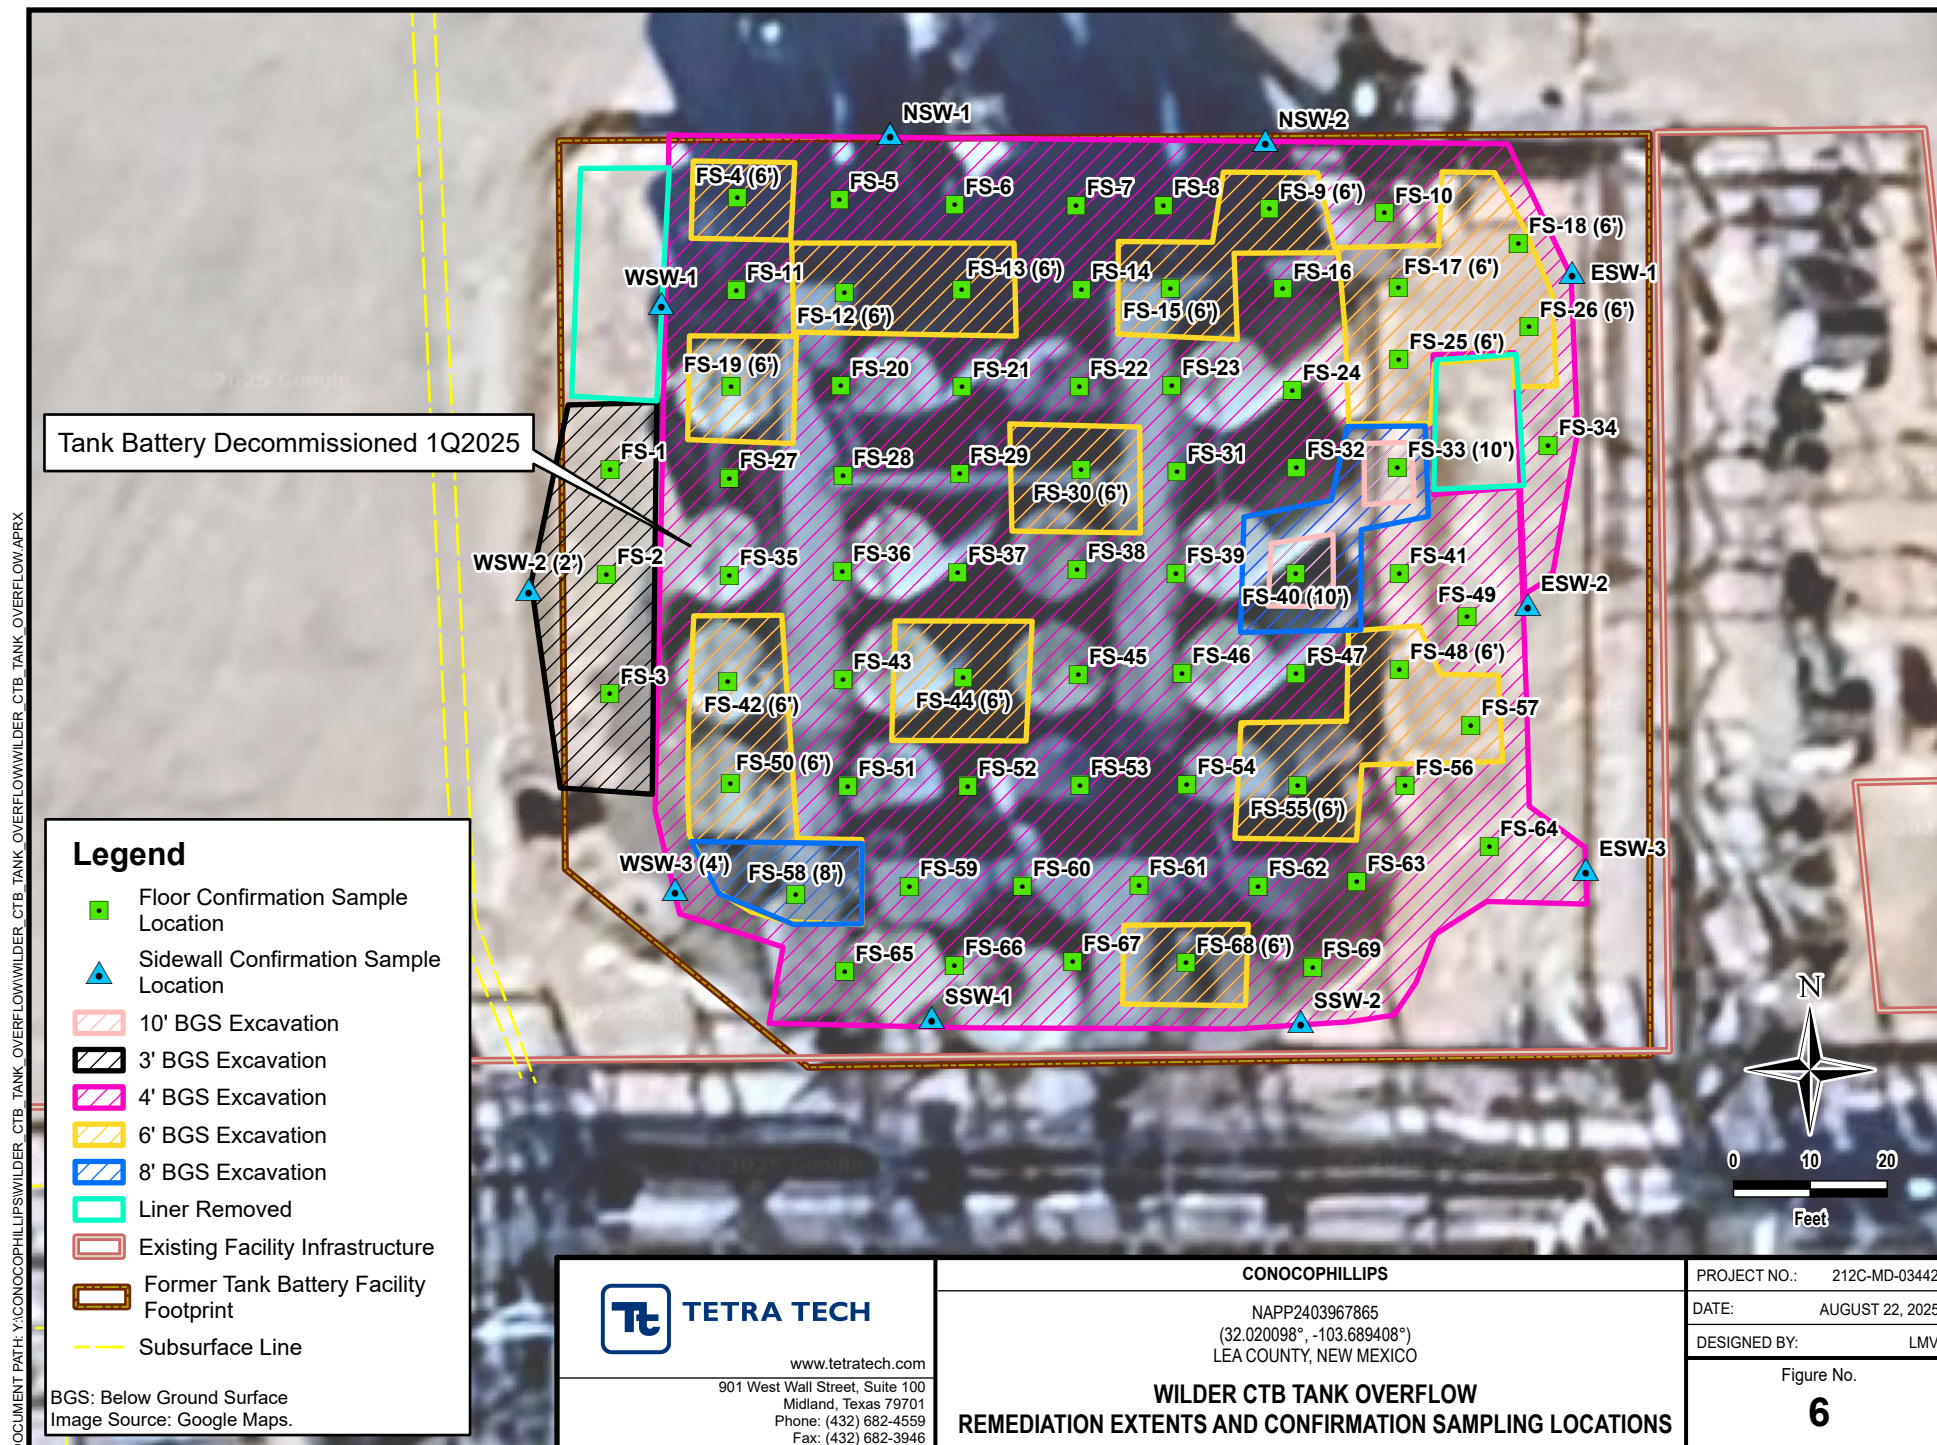 NSW-1
NSW-2
FS-4 (6')
FS-5
FS-6
FS-7
FS-8
FS-9 (6')
FS-10
FS-18 (6')
WSW-1
FS-11
FS-12 (6')
FS-13 (6')
FS-14
FS-15 (6')
FS-16
FS-17 (6')
ESW-1
FS-26 (6')
FS-19 (6')
FS-20
FS-21
FS-22
FS-23
FS-24
FS-25 (6')
Tank Battery Decommissioned 1Q2025
FS-1
FS-27
FS-28
FS-29
FS-30 (6')
FS-31
FS-32
FS-33 (10')
FS-34
WSW-2 (2')
FS-2
FS-35
FS-36
FS-37
FS-38
FS-39
FS-40 (10')
FS-41
FS-49
ESW-2
FS-3
FS-42 (6')
FS-43
FS-44 (6')
FS-45
FS-46
FS-47
FS-48 (6')
FS-57
FS-50 (6')
FS-51
FS-52
FS-53
FS-54
FS-55 (6')
FS-56
WSW-3 (4')
FS-58 (8')
FS-59
FS-60
FS-61
FS-62
FS-63
FS-64
ESW-3
FS-65
FS-66
FS-67
FS-68 (6')
FS-69
SSW-1
SSW-2
Legend
Floor Confirmation Sample
Location
Sidewall Confirmation Sample
Location
10' BGS Excavation
3' BGS Excavation
4' BGS Excavation
6' BGS Excavation
8' BGS Excavation
Liner Removed
Existing Facility Infrastructure
Former Tank Battery Facility
Footprint
Subsurface Line
BGS: Below Ground Surface
Image Source: Google Maps.
DOCUMENT PATH: Y:\CONOCOPHILLIPS\WILDER_CTB_TANK_OVERFLOW\WILDER_CTB_TANK_OVERFLOW\WILDER_CTB_TANK_OVERFLOW.APRX
N
0 10 20
Feet
Tt TETRA TECH
www.tetratech.com
901 West Wall Street, Suite 100
Midland, Texas 79701
Phone: (432) 682-4559
Fax: (432) 682-3946
CONOCOPHILLIPS
NAPP2403967865
(32.020098°, -103.689408°)
LEA COUNTY, NEW MEXICO
WILDER CTB TANK OVERFLOW
REMEDIATION EXTENTS AND CONFIRMATION SAMPLING LOCATIONS
PROJECT NO.: 212C-MD-03442
DATE: AUGUST 22, 2025
DESIGNED BY: LMV
Figure No.
6